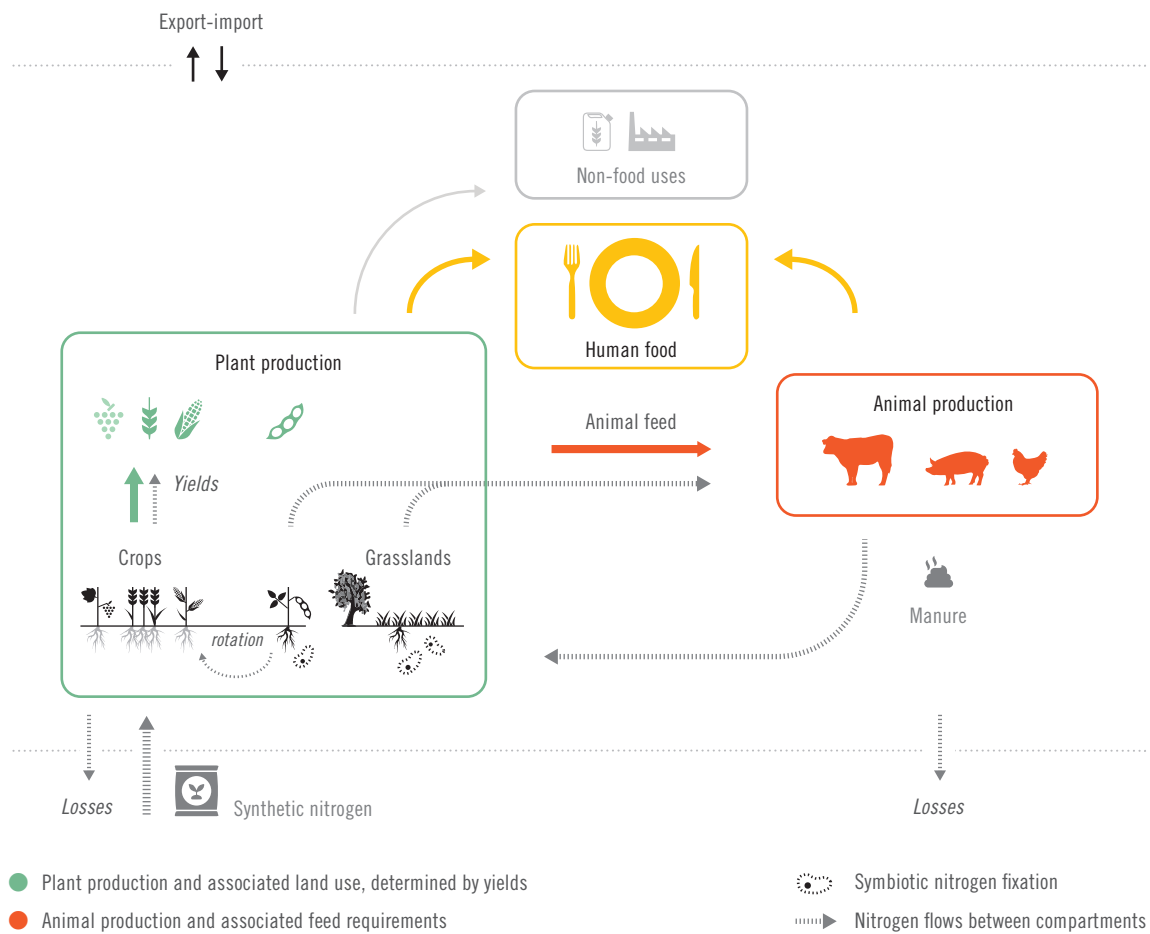 Export-import
Non-food uses
Human food
Plant production
Animal production
Animal feed
Yields
Crops
Grasslands
rotation
Manure
Losses
Synthetic nitrogen
Losses
Plant production and associated land use, determined by yields
Symbiotic nitrogen fixation
Animal production and associated feed requirements
Nitrogen flows between compartments